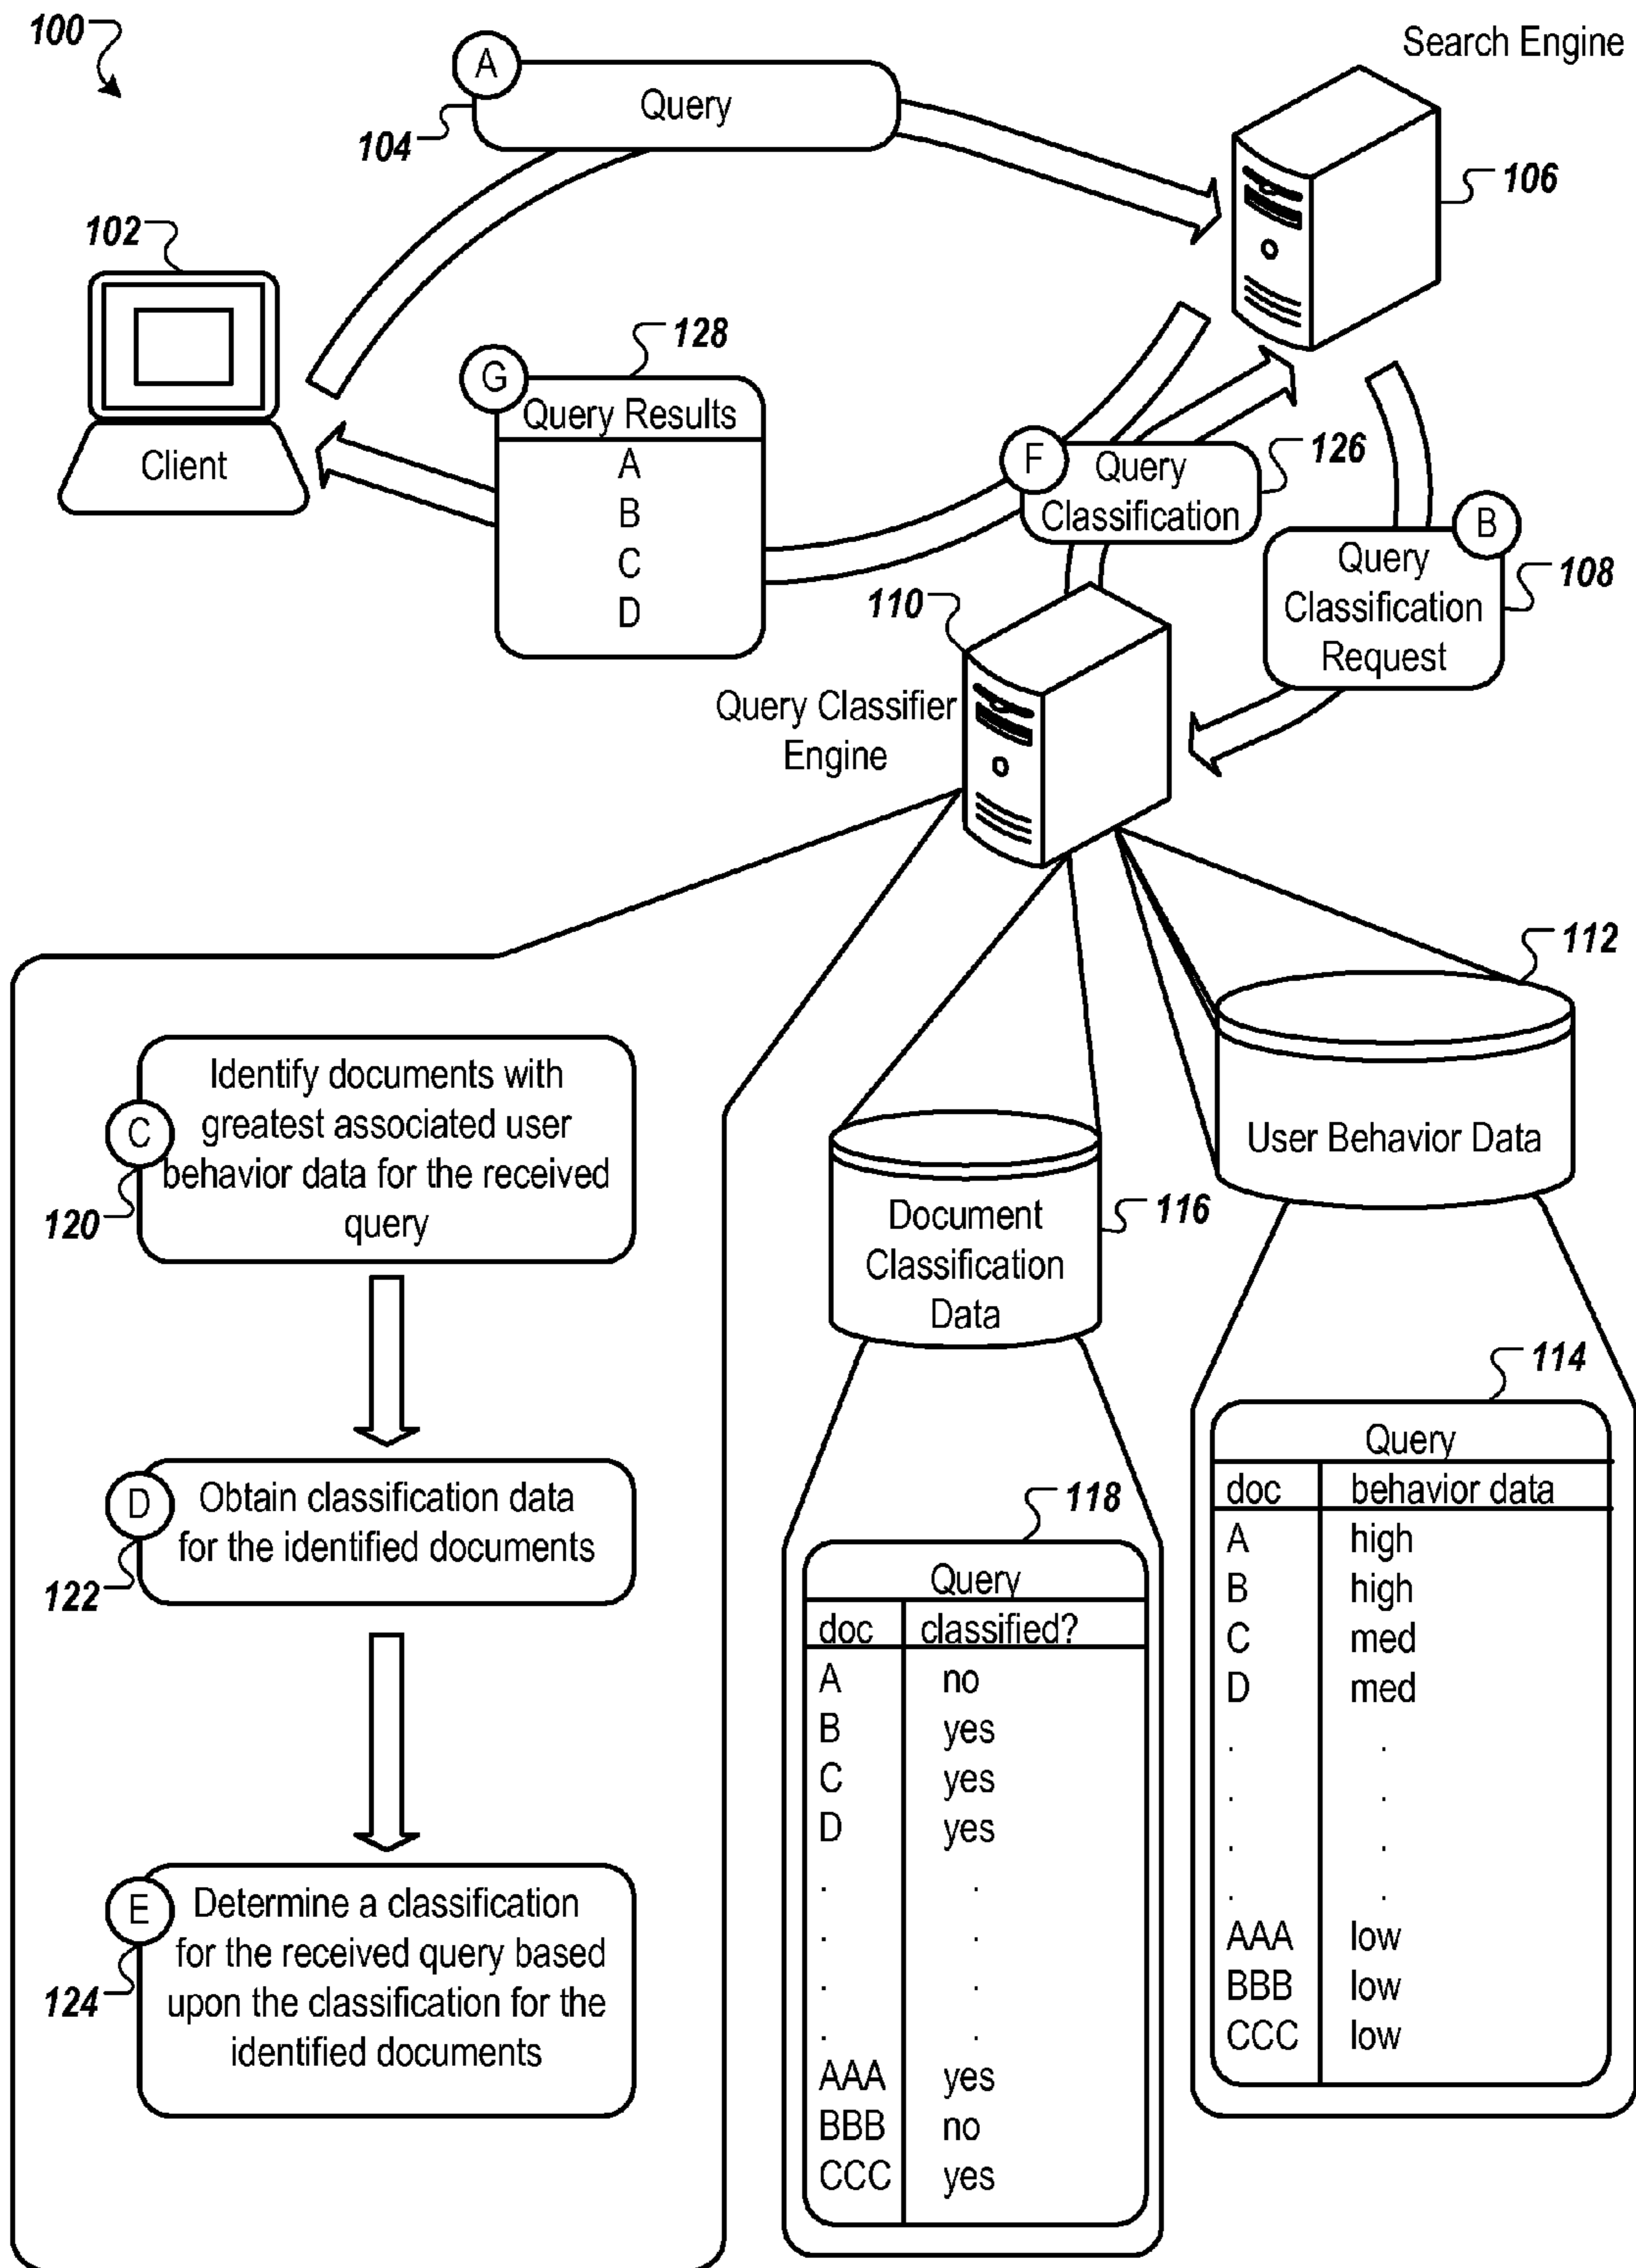 100
A
Query
104
Search Engine
106
102
Client
G
128
Query Results
A
B
C
D
F
Query
Classification
126
B
Query
Classification
Request
108
110
Query Classifier
Engine
112
User Behavior Data
C
Identify documents with
greatest associated user
behavior data for the received
query
120
Document
Classification
Data
116
114
Query
doc behavior data
A high
B high
C med
D med
. .
. .
. .
. .
AAA low
BBB low
CCC low
D
Obtain classification data
for the identified documents
122
118
Query
doc classified?
A no
B yes
C yes
D yes
. .
. .
. .
. .
AAA yes
BBB no
CCC yes
E
Determine a classification
for the received query based
upon the classification for the
identified documents
124